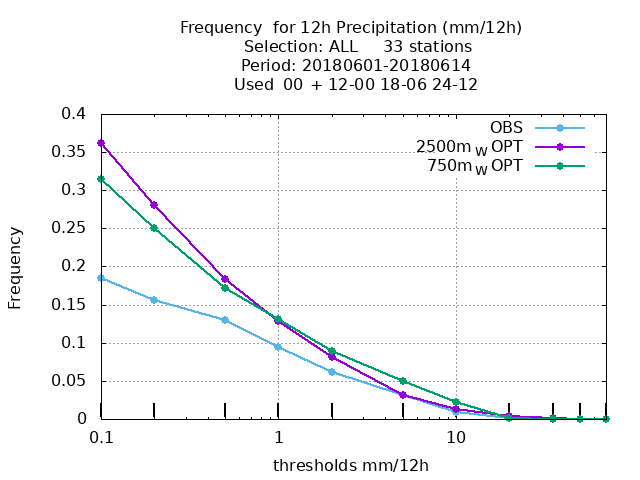 Frequency  for 12h Precipitation (mm/12h)
Selection: ALL     33 stations
Period: 20180601-20180614
Used  00  + 12-00 18-06 24-12
OBS
2500m W OPT
750m W OPT
Frequency
0.4
0.35
0.3
0.25
0.2
0.15
0.1
0.05
0
0.1
1
10
thresholds mm/12h